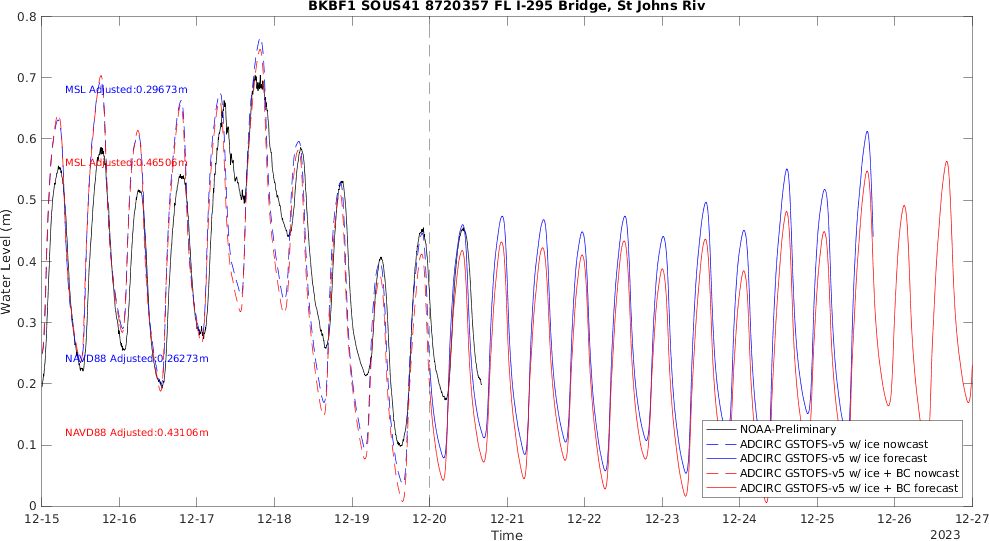 BKBF1 SOUS41 8720357 FL I-295 Bridge, St Johns Riv
0.8
0.7
0.6
0.5
0.4
0.3
0.2
0.1
0
Water Level (m)
MSL Adjusted:0.29673m
MSL Adjusted:0.46506m
NAVD88 Adjusted:0.26273m
NAVD88 Adjusted:0.43106m
NOAA-Preliminary
ADCIRC GSTOFS-v5 w/ ice nowcast
ADCIRC GSTOFS-v5 w/ ice forecast
ADCIRC GSTOFS-v5 w/ ice + BC nowcast
ADCIRC GSTOFS-v5 w/ ice + BC forecast
12-15 12-16 12-17 12-18 12-19 12-20 12-21 12-22 12-23 12-24 12-25 12-26 12-27
Time
2023